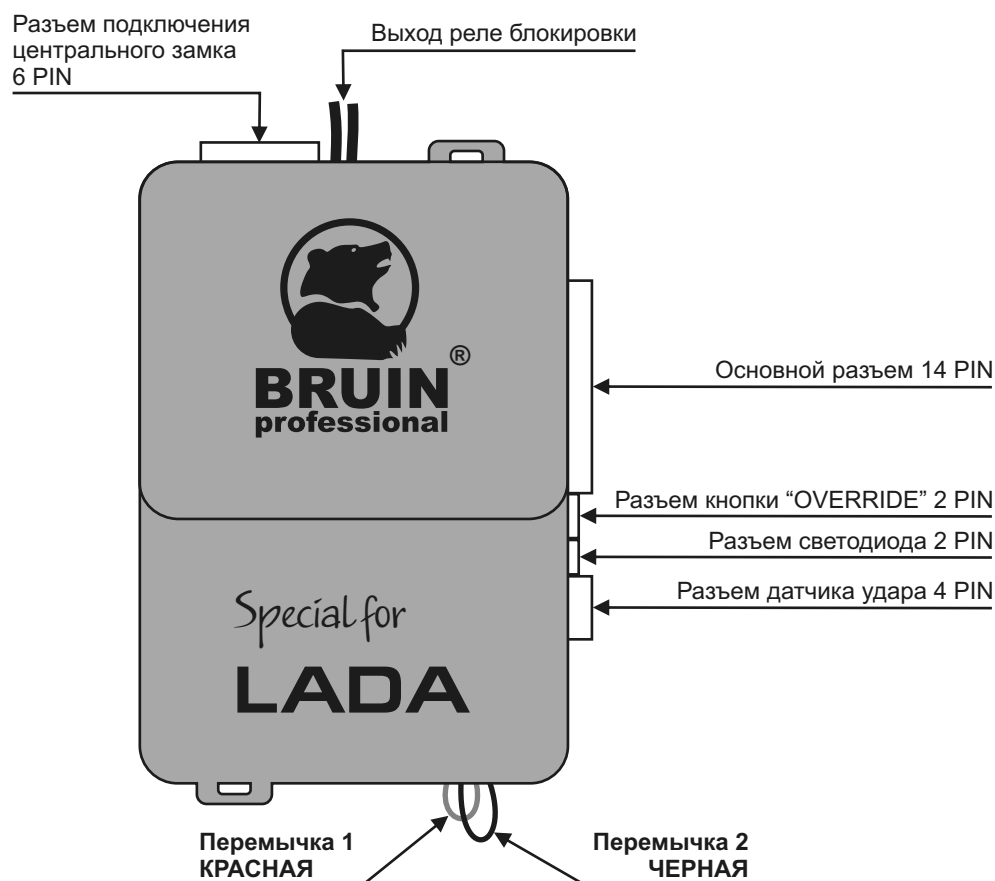 Разъем подключения
центрального замка
6 PIN
Выход реле блокировки
®
BRUIN
professional
Основной разъем 14 PIN
Разъем кнопки “OVERRIDE” 2 PIN
Разъем светодиода 2 PIN
Разъем датчика удара 4 PIN
Special for
LADA
Перемычка 1
КРАСНАЯ
Перемычка 2
ЧЕРНАЯ